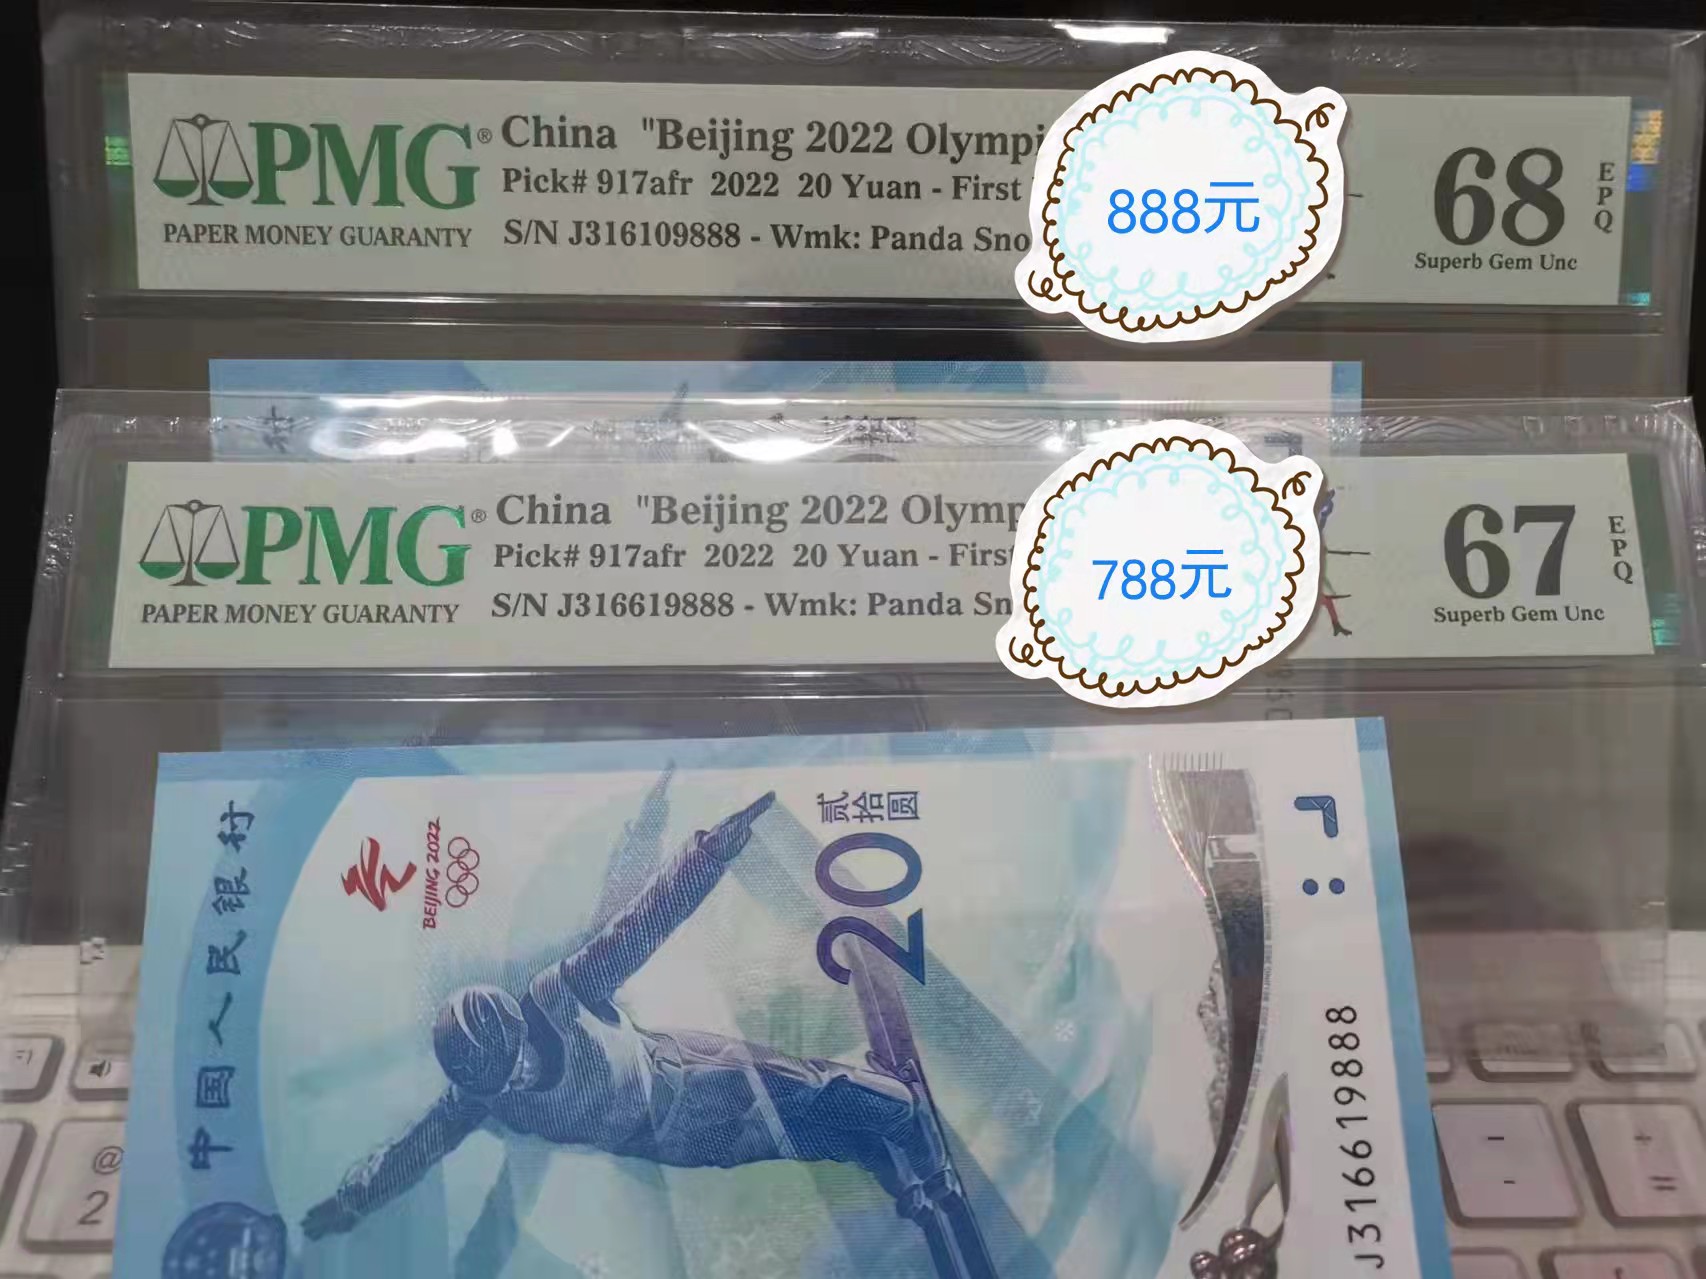 PMG®
PAPER MONEY GUARANTY
China "Beijing 2022 Olympi
Pick# 917afr 2022 20 Yuan - First
S/N J316109888 - Wmk: Panda Sno
888元
68
EPQ
Superb Gem Unc
PMG®
PAPER MONEY GUARANTY
China "Beijing 2022 Olymp
Pick# 917afr 2022 20 Yuan - First
S/N J316619888 - Wmk: Panda Sn
788元
67
EPQ
Superb Gem Unc
中国人民银行
BEIJING 2022
贰拾圆
20
J316619888
@
2
-
-
+
=